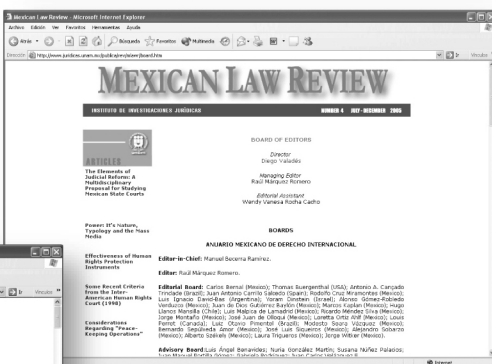 Mexican Law Review - Microsoft Internet Explorer
Archivo Edición Ver Favoritos Herramientas Ayuda
Atrás Búsqueda Favoritos Multimedia
Dirección http://www.juridicas.unam.mx/publica/rev/mlawr/board.htm Vínculos
MEXICAN LAW REVIEW
INSTITUTO DE INVESTIGACIONES JURÍDICAS NUMBER 4 JULY-DECEMBER 2005
ARTICLES
The Elements of
Judicial Reform: A
Multidisciplinary
Proposal for Studying
Mexican State Courts
Power: It's Nature,
Typology and the Mass
Media
Effectiveness of Human
Rights Protection
Instruments
Some Recent Criteria
from the Inter-
American Human Rights
Court (1998)
Considerations
Regarding "Peace-
Keeping Operations"
BOARD OF EDITORS
Director
Diego Valadés
Managing Editor
Raúl Márquez Romero
Editorial Assistant
Wendy Vanesa Rocha Cacho
BOARDS
ANUARIO MEXICANO DE DERECHO INTERNACIONAL
Editor-in-Chief: Manuel Becerra Ramírez.
Editor: Raúl Márquez Romero.
Editorial Board: Carlos Bernal (Mexico); Thomas Buergenthal (USA); Antonio A. Cançado
Trindade (Brazil); Juan Antonio Carrillo Salcedo (Spain); Rodolfo Cruz Miramontes (Mexico);
Luis Ignacio (Argentina); Yoram Dinstein (Israel); Alonso Gómez-Robledo
Verduzco (Mexico); Juan de Dios Gutiérrez Baylón (Mexico); Marcos Kaplan (Mexico); Hugo
Llanos Mansilla (Chile); Luis Malpica de Lamadrid (Mexico); Ricardo Méndez Silva (Mexico);
Jorge Montaño (Mexico); José Juan de Olloqui (Mexico); Loretta Ortiz Ahlf (Mexico); Louis
Perret (Canada); Luiz Otavio Pimentel (Brazil); Modesto Seara Vázquez (Mexico);
Bernardo Sepúlveda Amor (Mexico); José Luis Siqueiros (Mexico); Alejandro Sobarzo
(Mexico); Alberto Székely (Mexico); Laura Trigueros (Mexico); Jorge Witker (Mexico).
Advisory Board: Luis Ángel Benavides; Nuria González Martín; Susana Núñez Palacios;
Internet
Vínculos